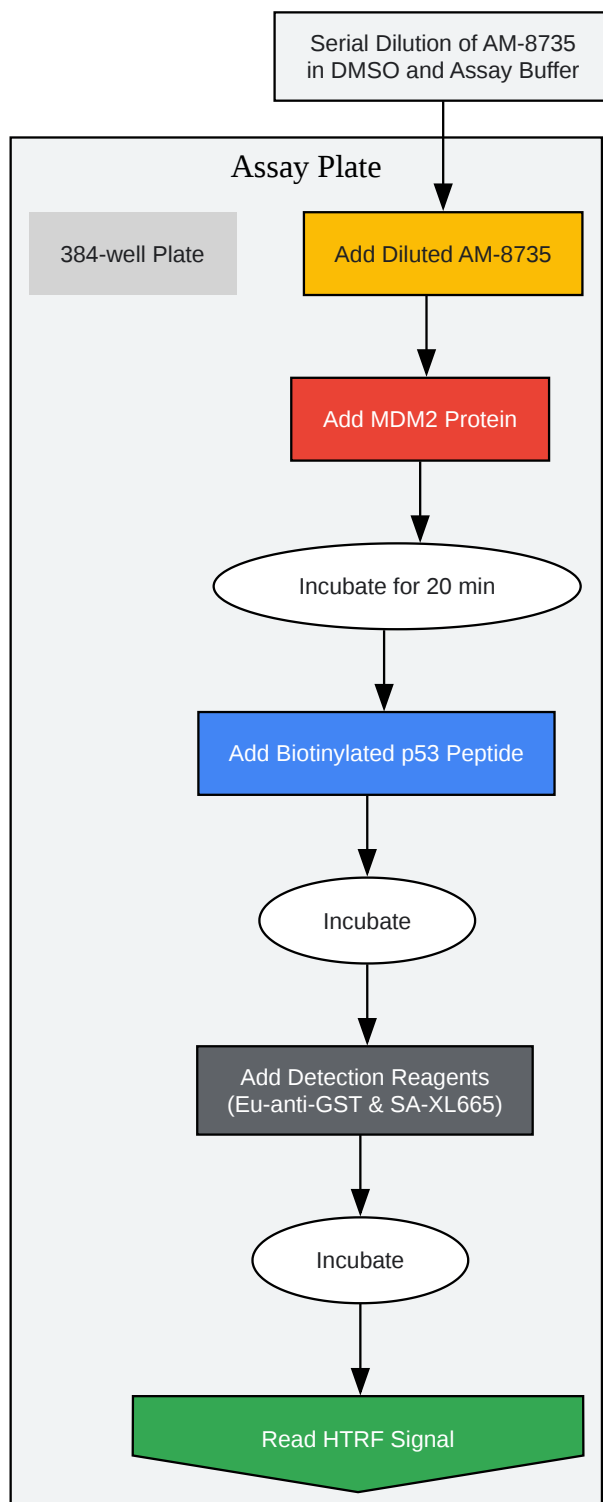 Serial Dilution of AM-8735
in DMSO and Assay Buffer
Assay Plate
384-well Plate
Add Diluted AM-8735
Add MDM2 Protein
Incubate for 20 min
Add Biotinylated p53 Peptide
Incubate
Add Detection Reagents
(Eu-anti-GST & SA-XL665)
Incubate
Read HTRF Signal